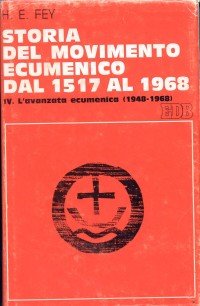 H. E. FEY
STORIA
DEL MOVIMENTO
ECUMENICO
DAL 1517 AL 1968
IV. L'avanzata ecumenica (1948-1968)
EDB